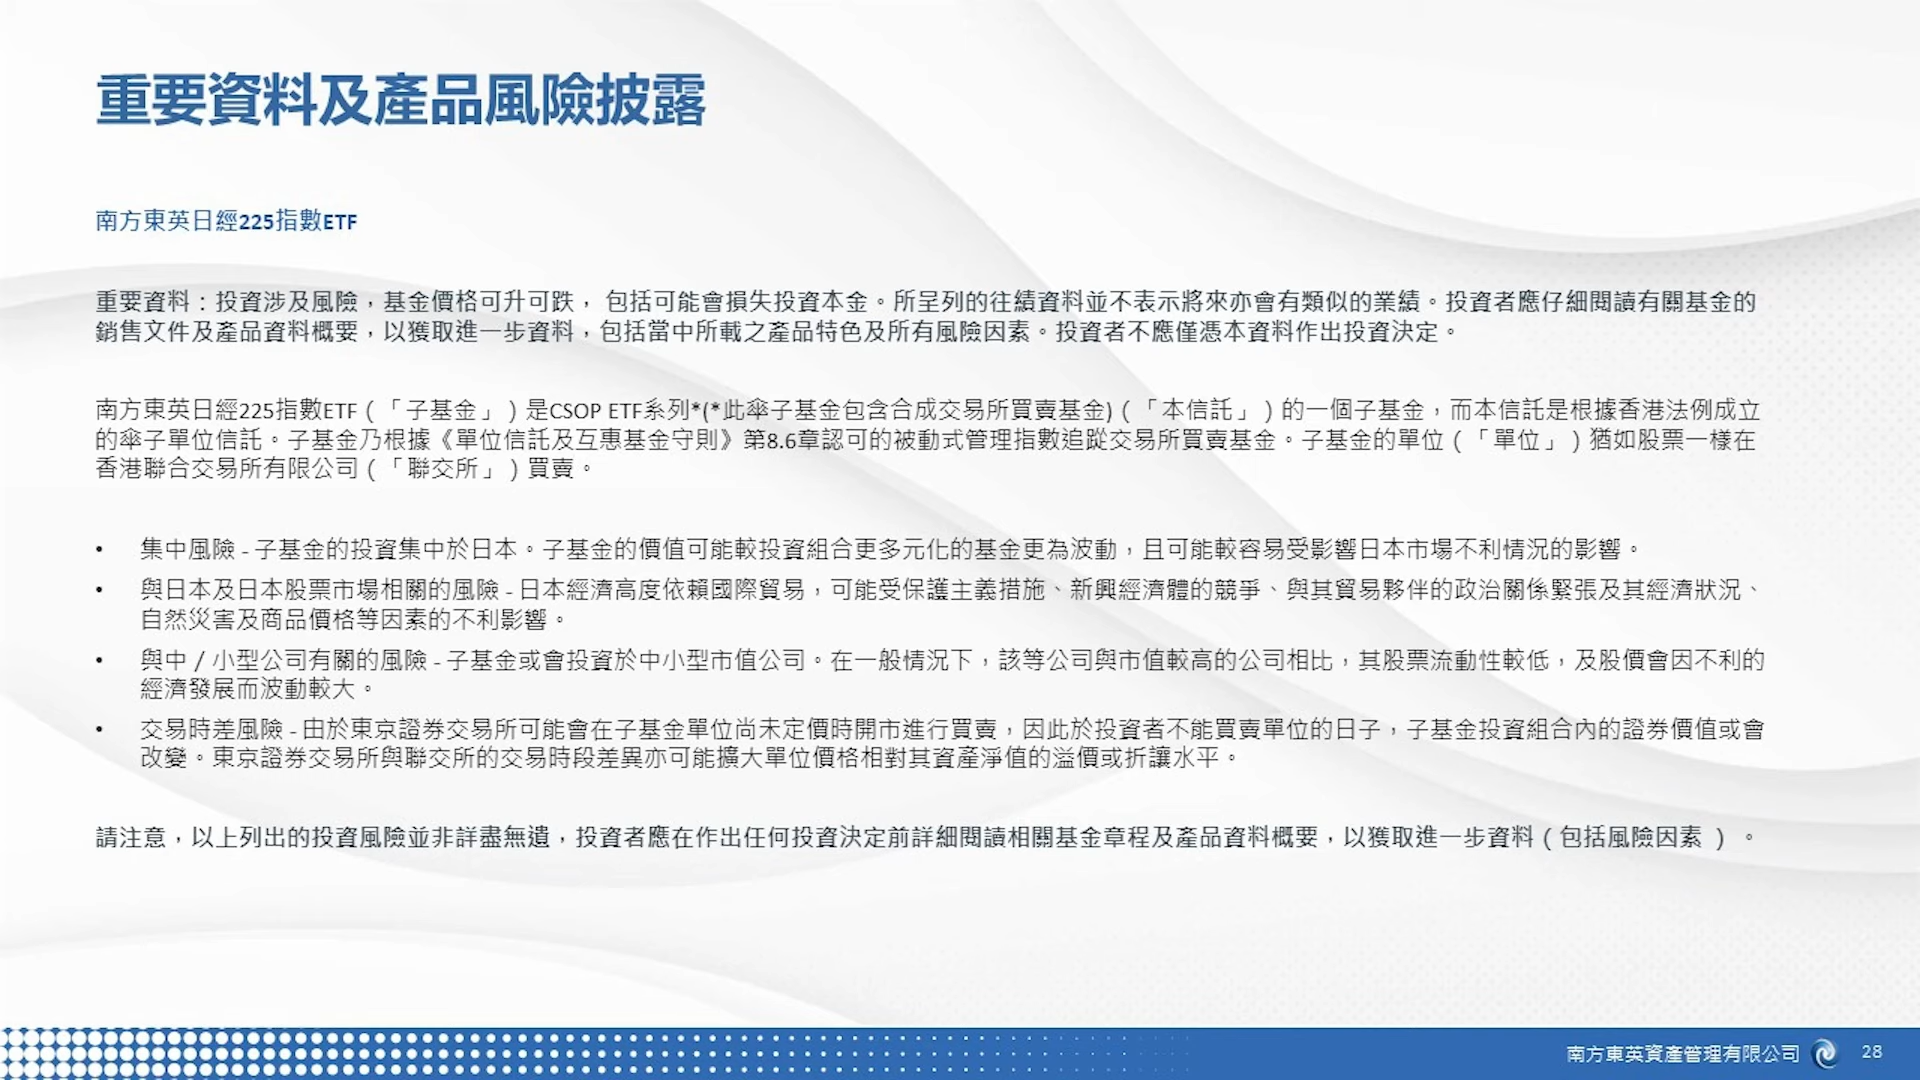 重要資料及產品風險披露
南方東英日經225指數ETF
重要資料：投資涉及風險，基金價格可升可跌， 包括可能會損失投資本金。所呈列的往績資料並不表示將來亦會有類似的業績。投資者應仔細閱讀有關基金的
銷售文件及產品資料概要，以獲取進一步資料，包括當中所載之產品特色及所有風險因素。投資者不應僅憑本資料作出投資決定。
南方東英日經225指數ETF（「子基金」）是CSOP ETF系列*(*此傘子基金包含合成交易所買賣基金)（「本信託」）的一個子基金，而本信託是根據香港法例成立
的傘子單位信託。子基金乃根據《單位信託及互惠基金守則》第8.6章認可的被動式管理指數追蹤交易所買賣基金。子基金的單位（「單位」）猶如股票一樣在
香港聯合交易所有限公司（「聯交所」）買賣。
• 集中風險 - 子基金的投資集中於日本。子基金的價值可能較投資組合更多元化的基金更為波動，且可能較容易受影響日本市場不利情況的影響。
• 與日本及日本股票市場相關的風險 - 日本經濟高度依賴國際貿易，可能受保護主義措施、新興經濟體的競爭、與其貿易夥伴的政治關係緊張及其經濟狀況、
自然災害及商品價格等因素的不利影響。
• 與中 / 小型公司有關的風險 - 子基金或會投資於中小型市值公司。在一般情況下，該等公司與市值較高的公司相比，其股票流動性較低，及股價會因不利的
經濟發展而波動較大。
• 交易時差風險 - 由於東京證券交易所可能會在子基金單位尚未定價時開市進行買賣，因此於投資者不能買賣單位的日子，子基金投資組合內的證券價值或會
改變。東京證券交易所與聯交所的交易時段差異亦可能擴大單位價格相對其資產淨值的溢價或折讓水平。
請注意，以上列出的投資風險並非詳盡無遺，投資者應在作出任何投資決定前詳細閱讀相關基金章程及產品資料概要，以獲取進一步資料（包括風險因素 ） 。
南方東英資產管理有限公司 28